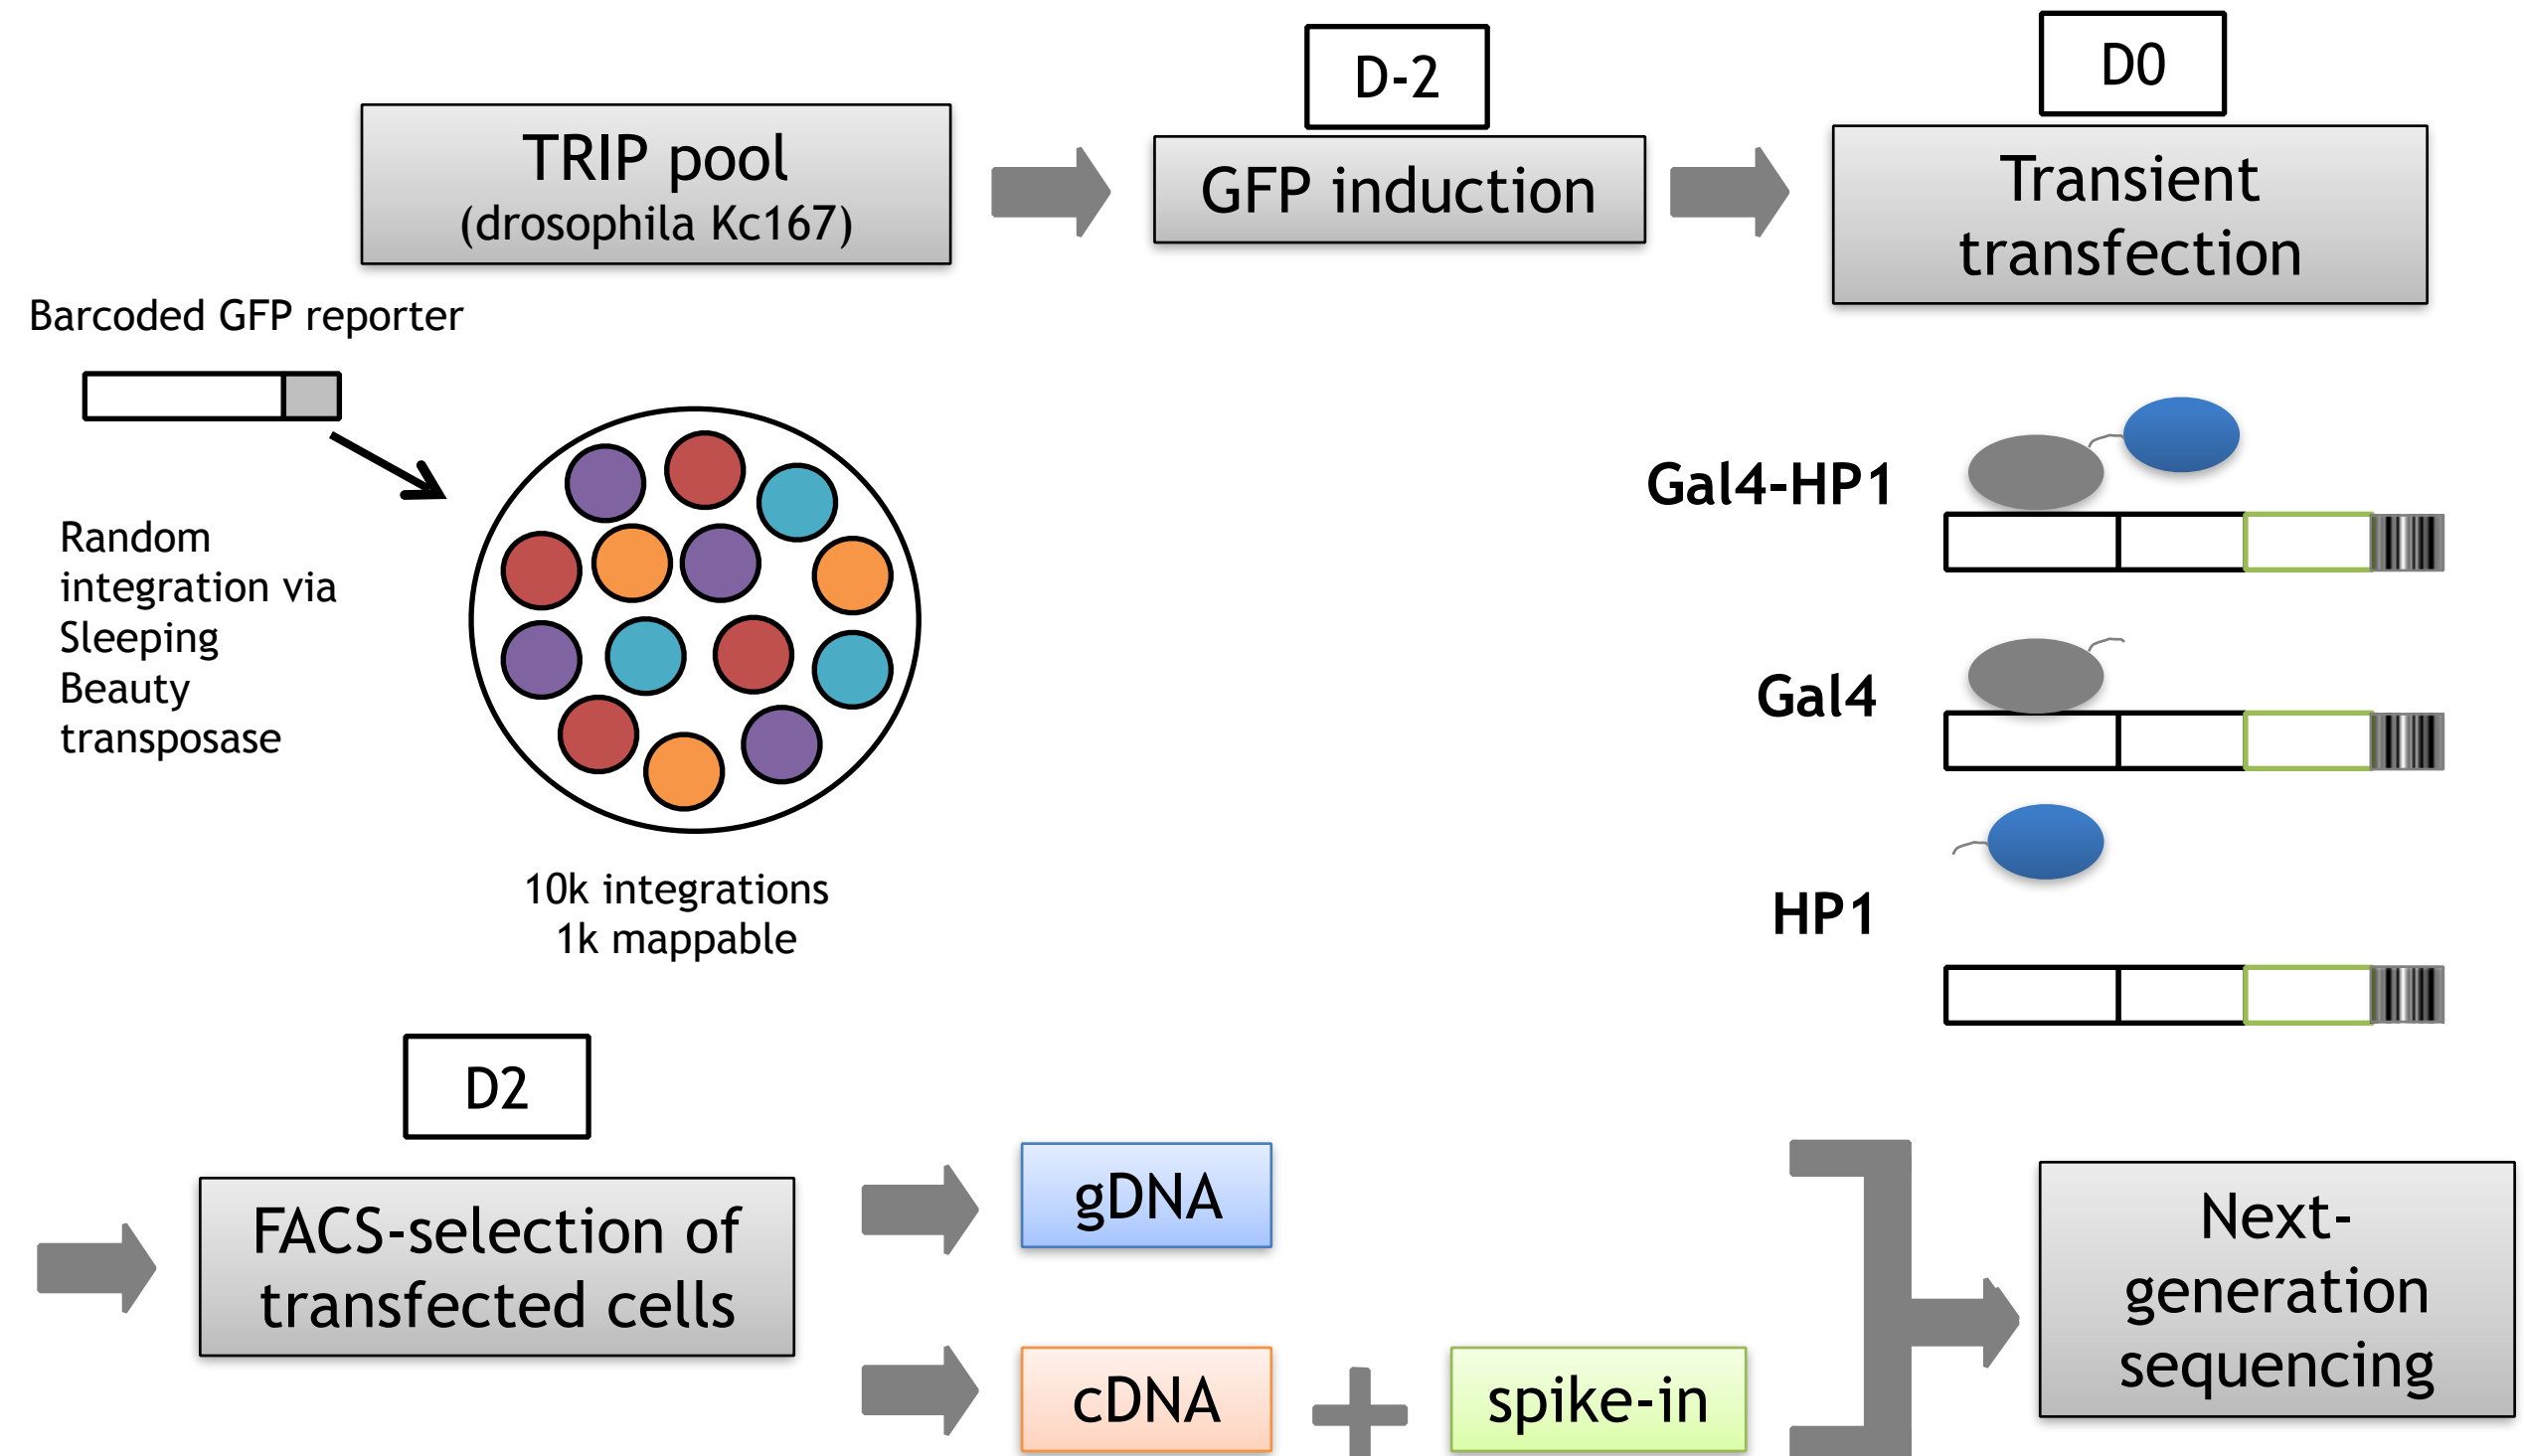 TRIP pool
(drosophila Kc167)
D-2
GFP induction
D0
Transient
transfection
Barcoded GFP reporter
Random
integration via
Sleeping
Beauty
transposase
10k integrations
1k mappable
Gal4-HP1
Gal4
HP1
D2
FACS-selection of
transfected cells
gDNA
cDNA
spike-in
Next-
generation
sequencing